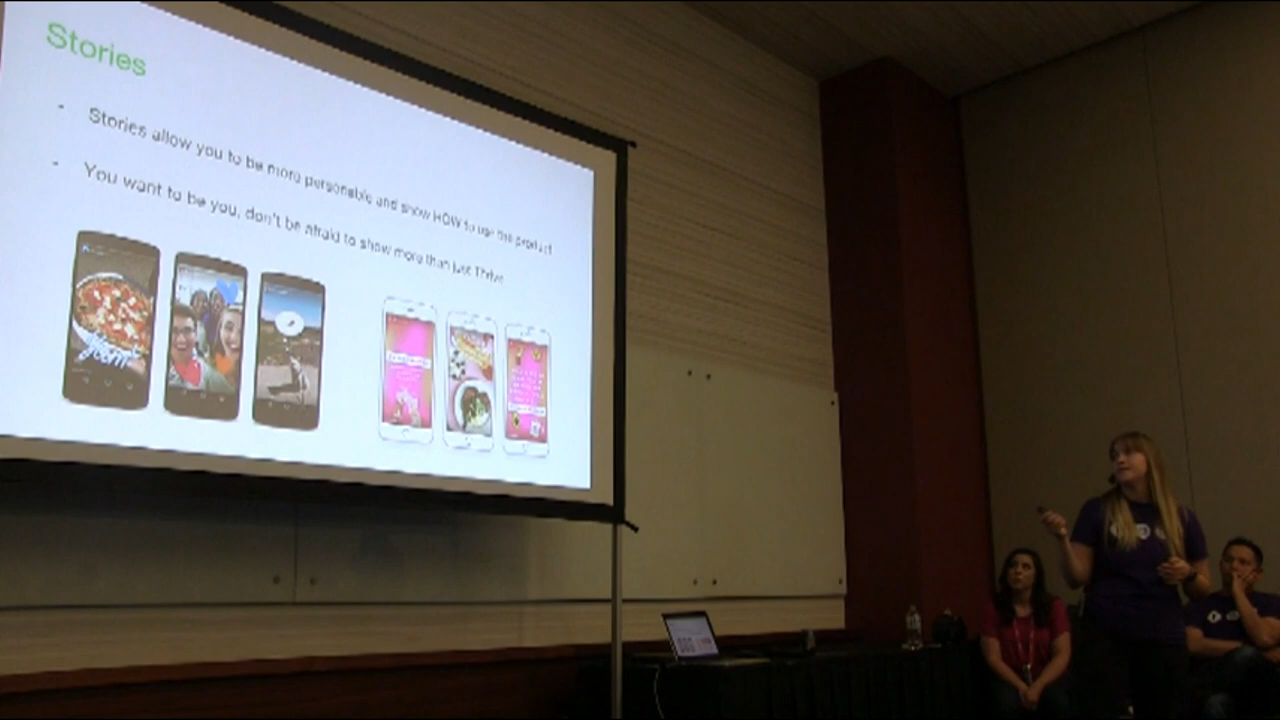 Stories
- Stories allow you to be more personable and show HOW to use the product
- You want to be you, don't be afraid to show more than just Thrive